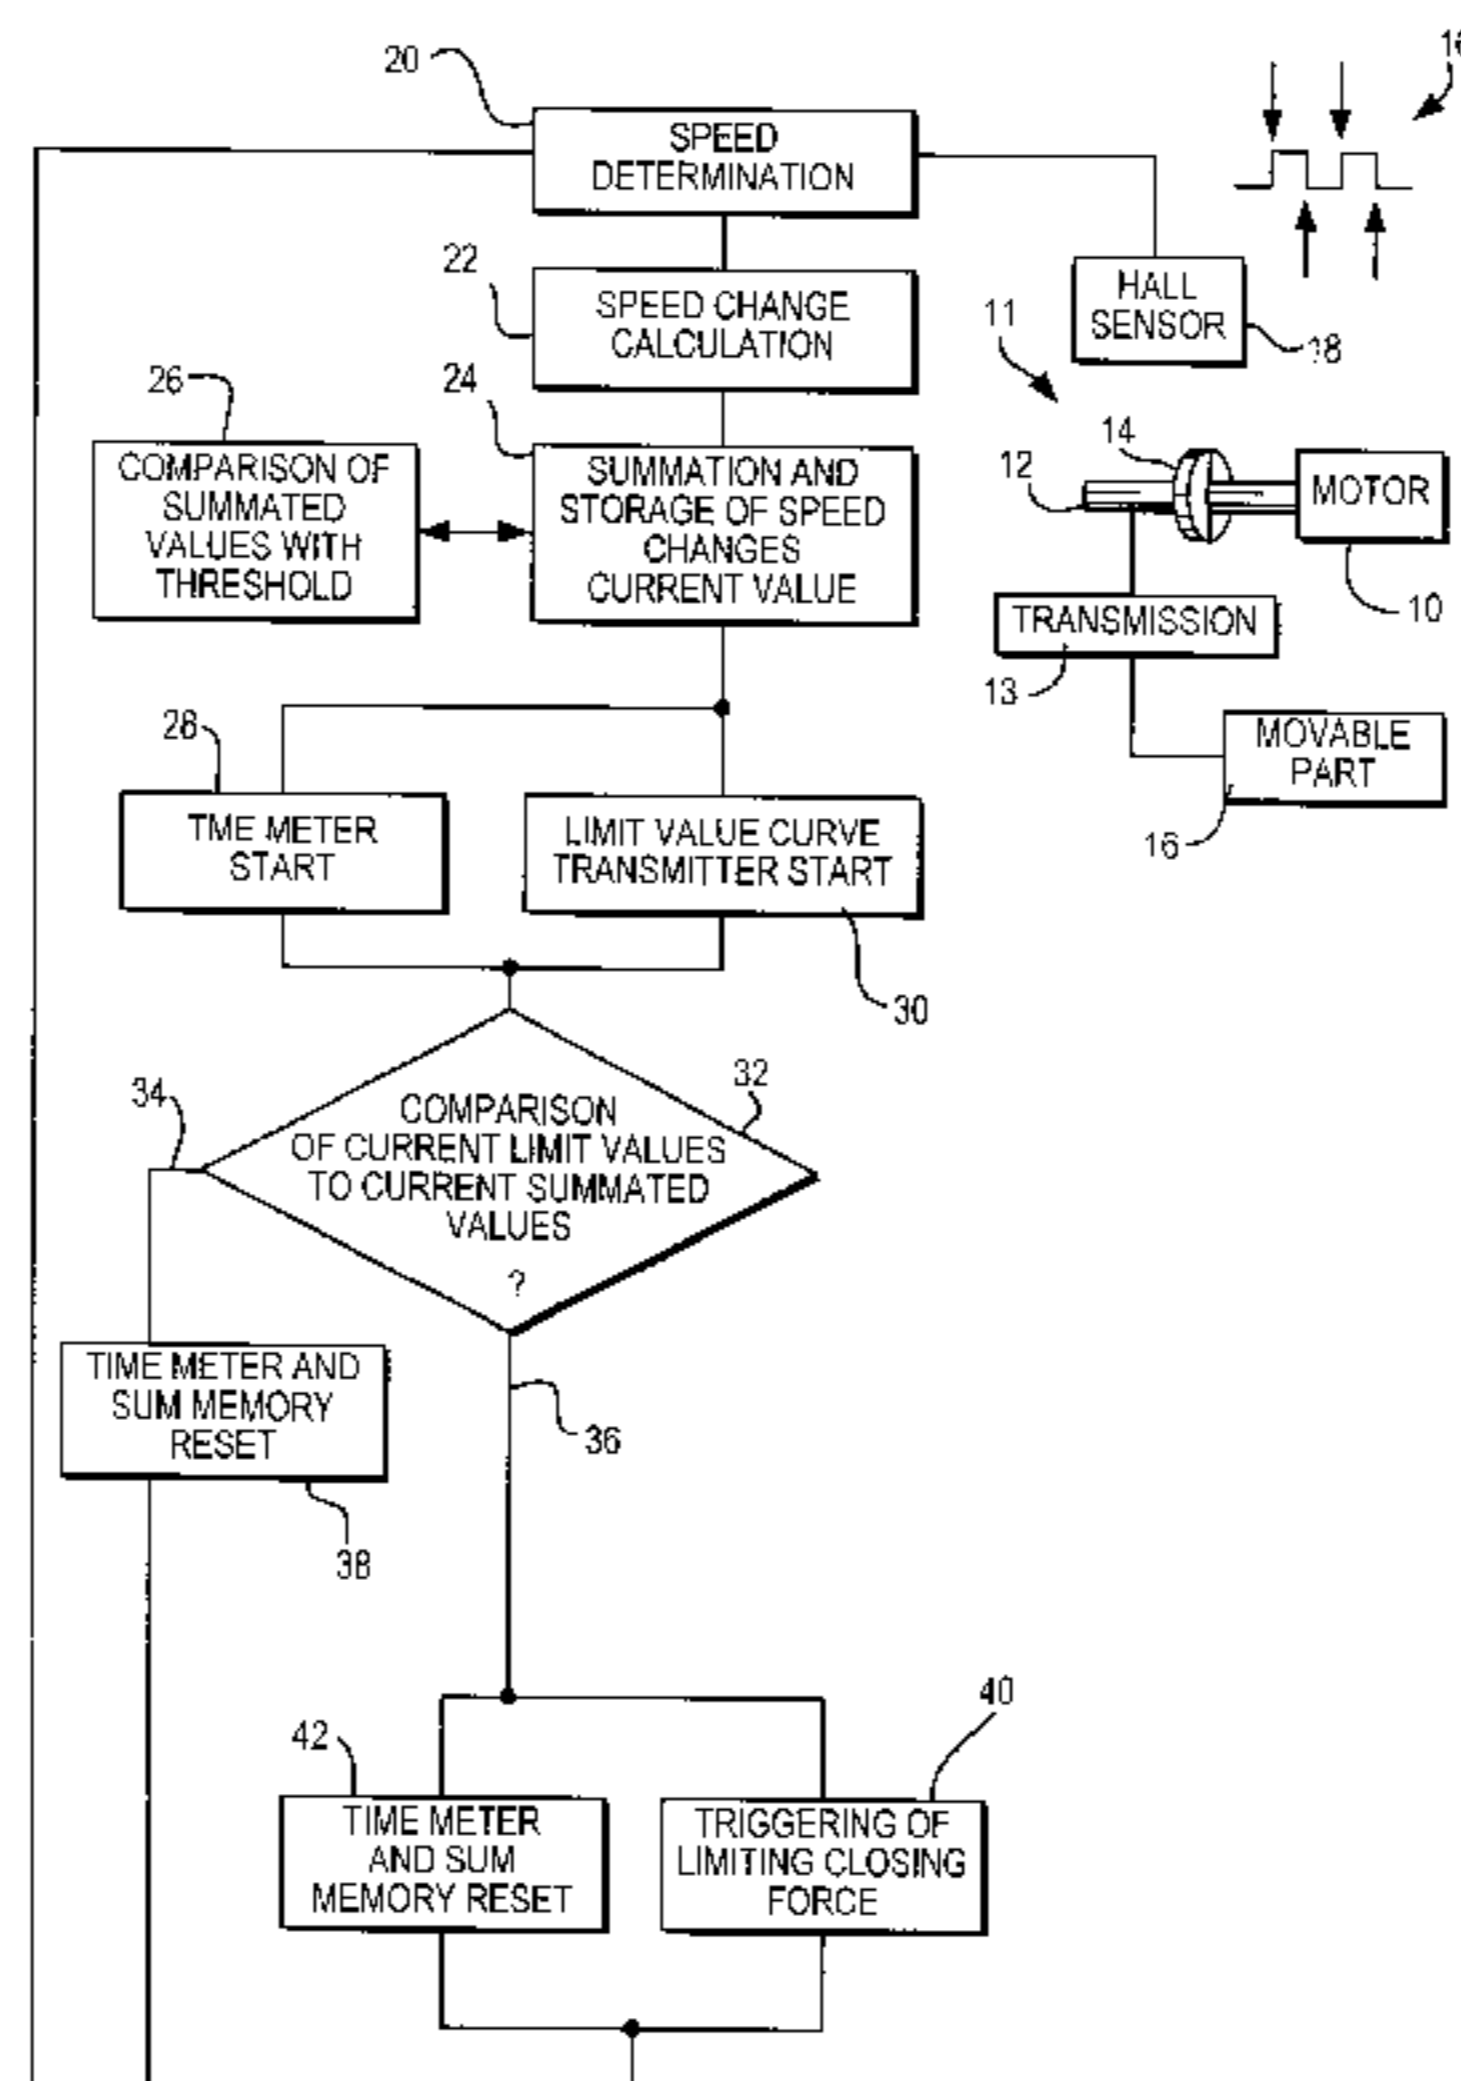 20
SPEED
DETERMINATION
22
SPEED CHANGE
CALCULATION
HALL
SENSOR
18
11
26
24
COMPARISON OF
SUMMATED
VALUES WITH
THRESHOLD
SUMMATION AND
STORAGE OF SPEED
CHANGES
CURRENT VALUE
14
12
MOTOR
10
TRANSMISSION
13
MOVABLE
PART
16
28
TME METER
START
LIMIT VALUE CURVE
TRANSMITTER START
30
34
32
COMPARISON
OF CURRENT LIMIT VALUES
TO CURRENT SUMMATED
VALUES
?
TIME METER AND
SUM MEMORY
RESET
36
38
40
42
TIME METER
AND SUM
MEMORY RESET
TRIGGERING OF
LIMITING CLOSING
FORCE